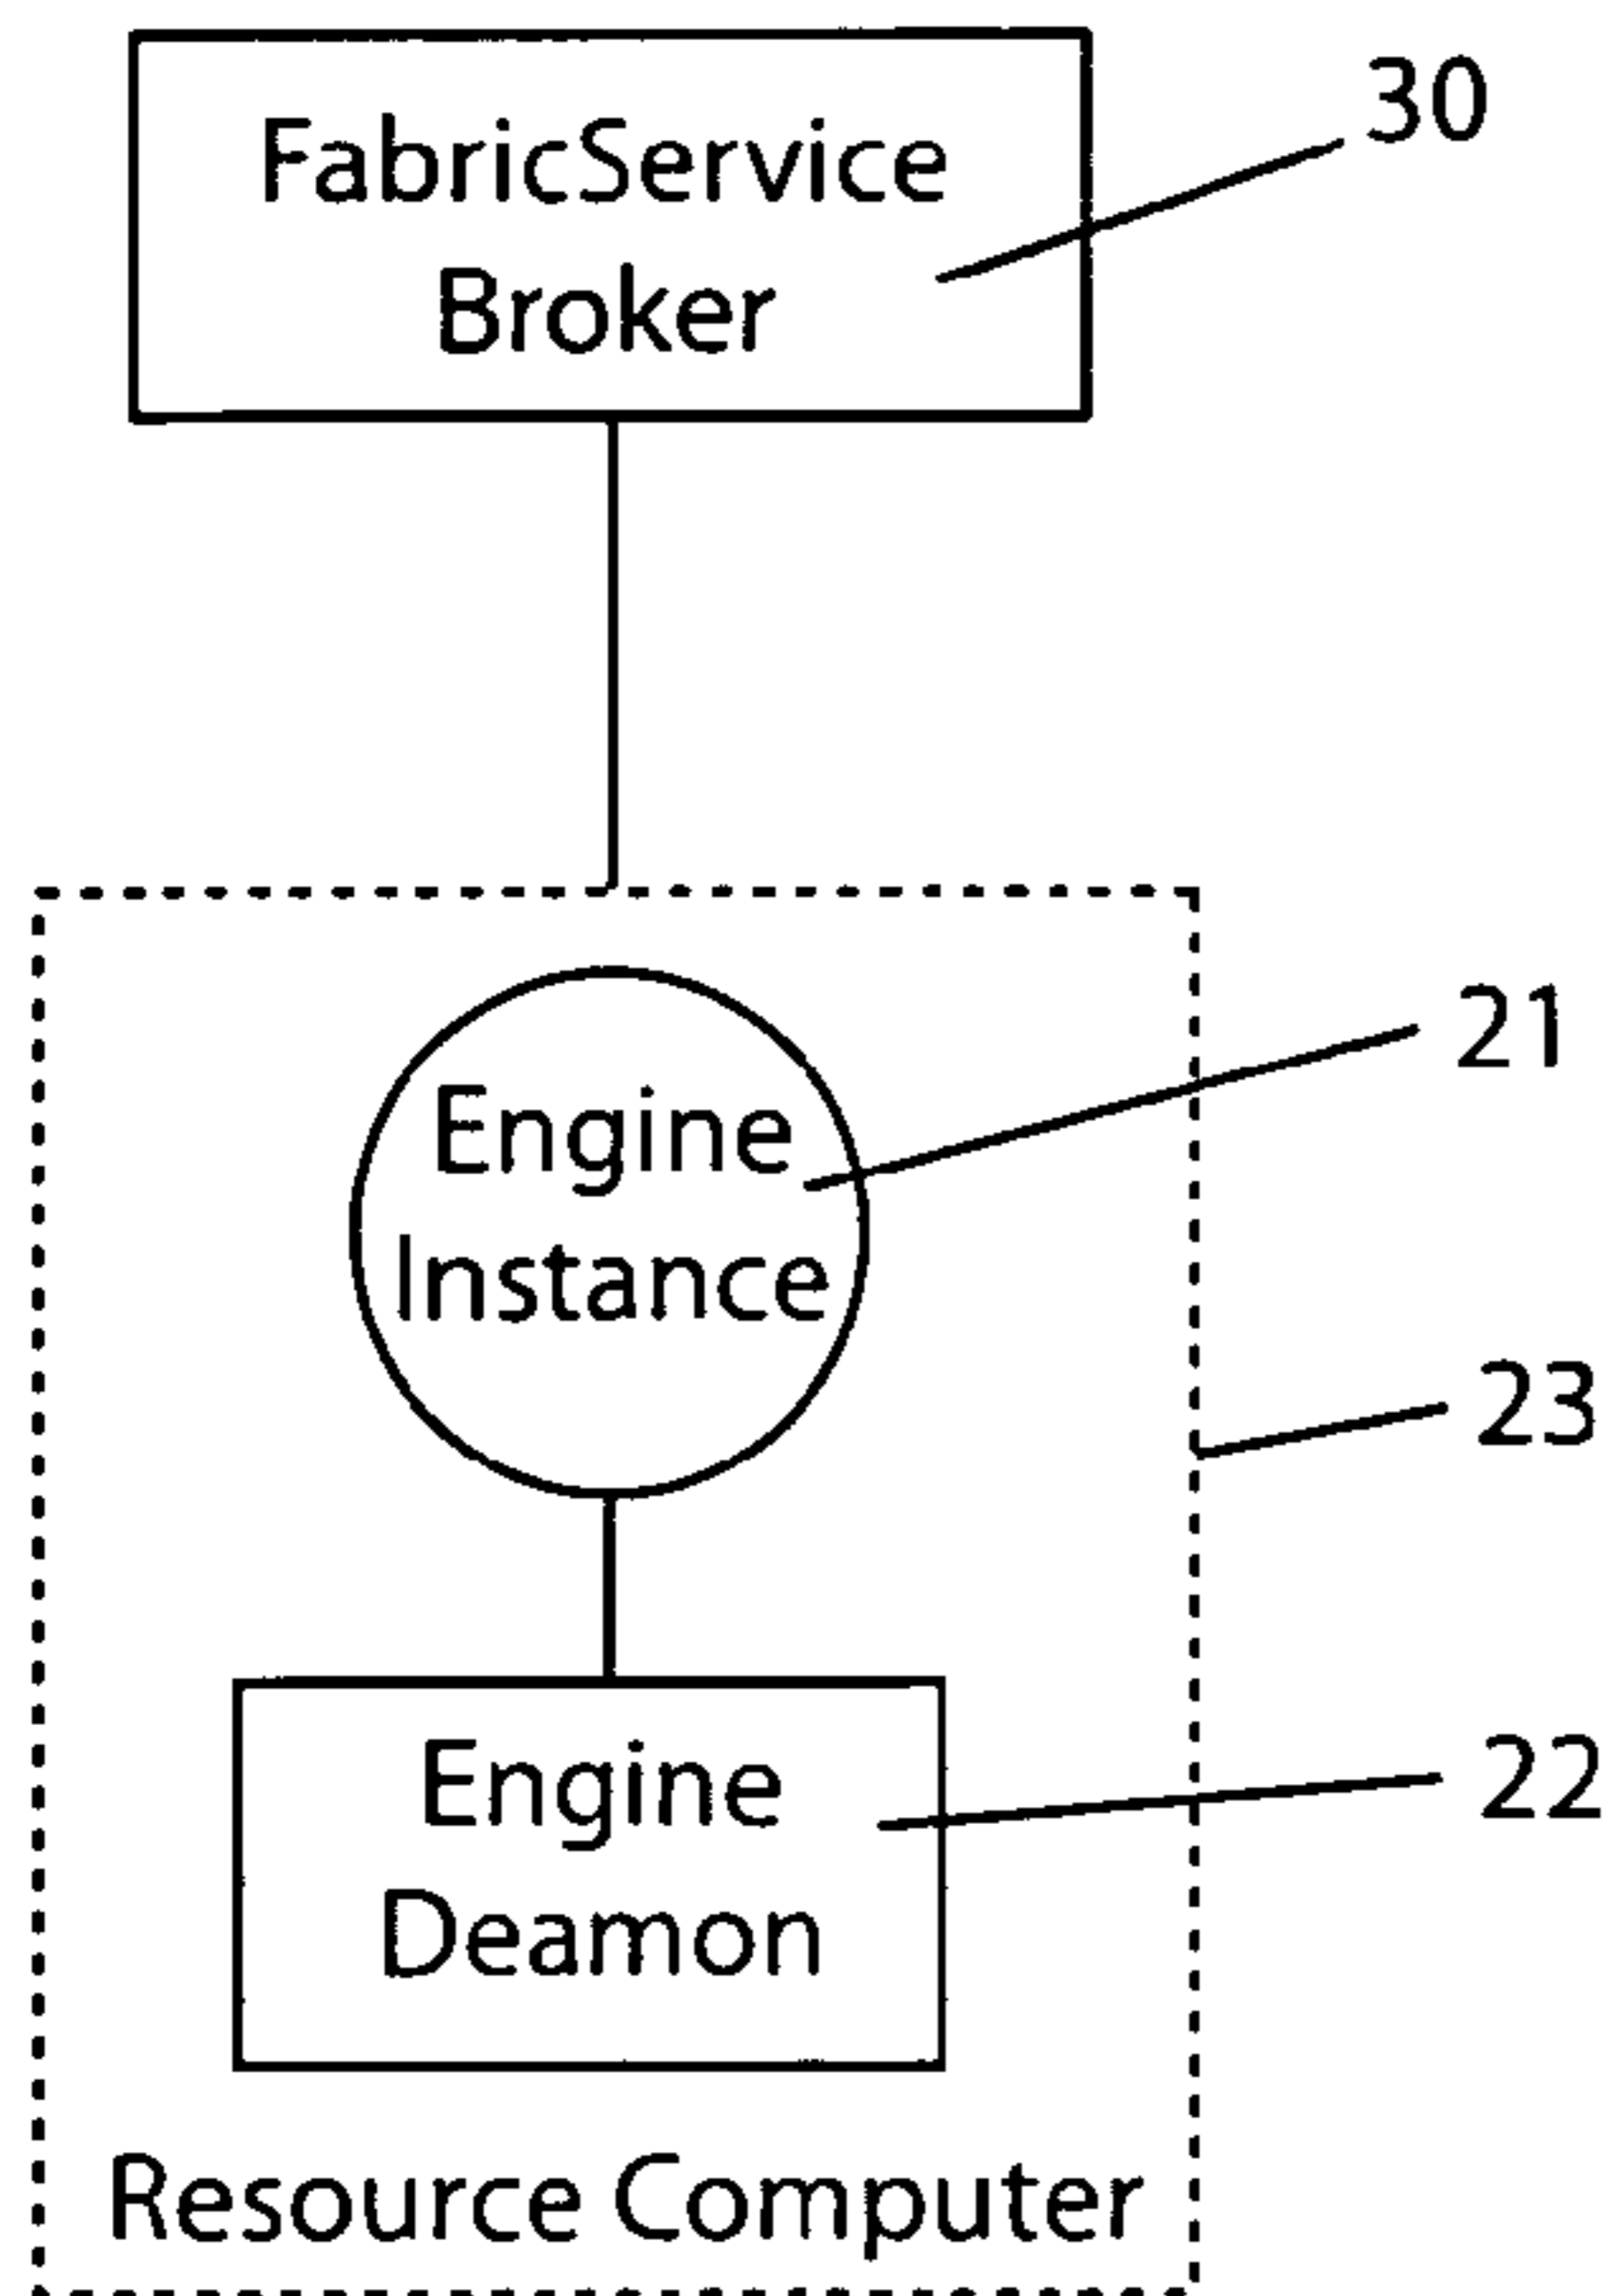 FabricService
Broker
30
Engine
Instance
21
23
Engine
Deamon
22
Resource Computer